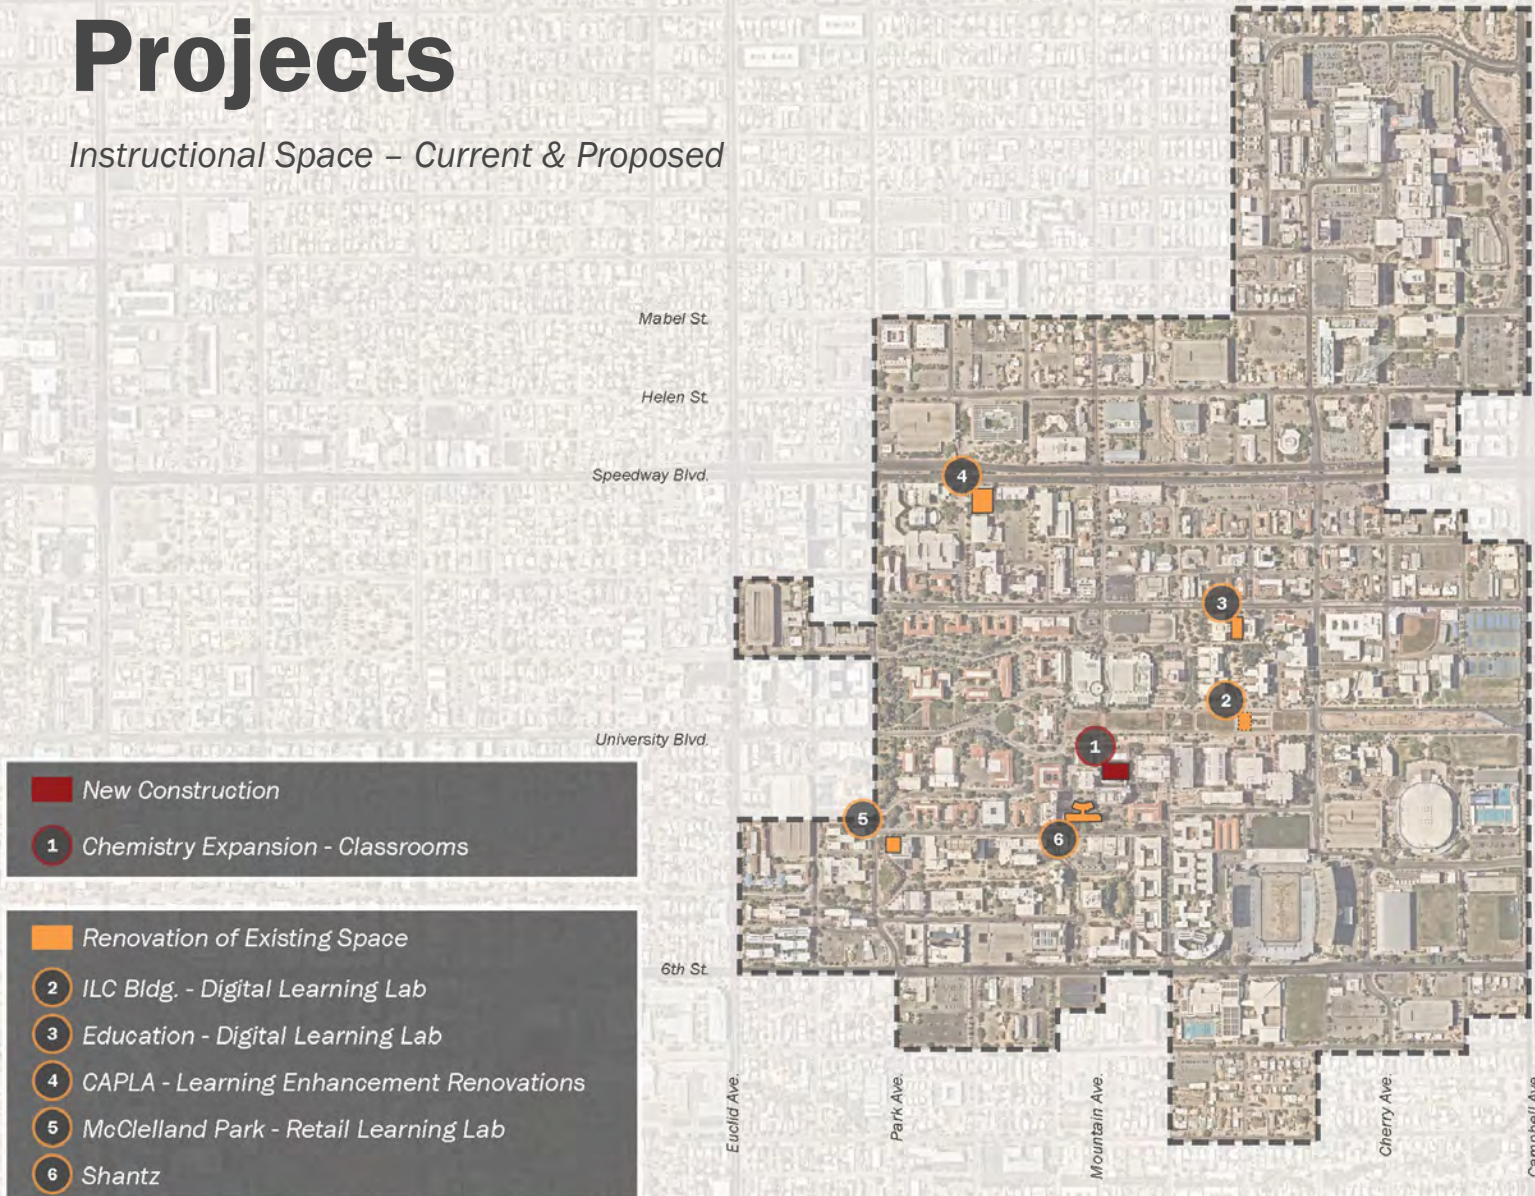 Projects
Instructional Space – Current & Proposed
Mabel St.
Helen St.
Speedway Blvd.
4
3
2
University Blvd.
1
New Construction
1 Chemistry Expansion - Classrooms
5
6
Renovation of Existing Space
6th St.
2 ILC Bldg. - Digital Learning Lab
3 Education - Digital Learning Lab
4 CAPLA - Learning Enhancement Renovations
5 McClelland Park - Retail Learning Lab
6 Shantz
Euclid Ave.
Park Ave.
Mountain Ave.
Cherry Ave.
Campbell Ave.